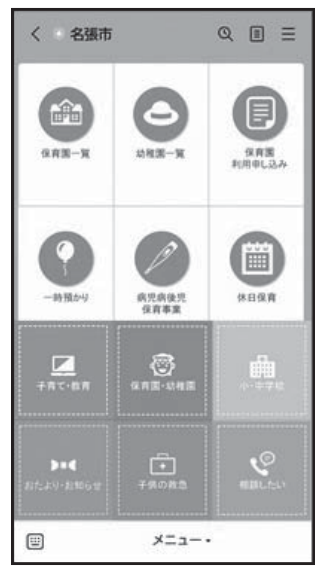 名張市
保育園一覧
幼稚園一覧
保育園
利用申し込み
一時預かり
病児病後児
保育事業
休日保育
子育て・教育
保育園・幼稚園
小・中学校
おたより・お知らせ
子供の救急
相談したい
メニュー・